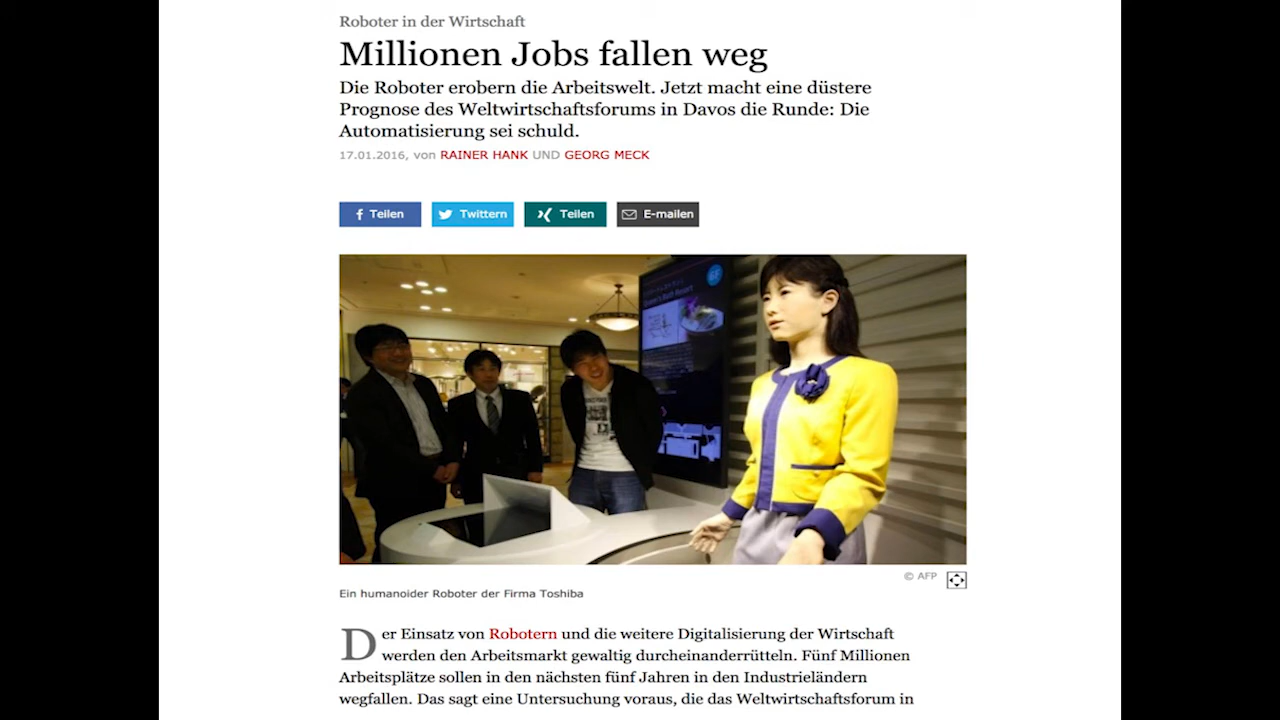 Roboter in der Wirtschaft
Millionen Jobs fallen weg
Die Roboter erobern die Arbeitswelt. Jetzt macht eine düstere
Prognose des Weltwirtschaftsforums in Davos die Runde: Die
Automatisierung sei schuld.
17.01.2016, von RAINER HANK UND GEORG MECK
Teilen Twittern Teilen E-mailen
© AFP
Ein humanoider Roboter der Firma Toshiba
Der Einsatz von Robotern und die weitere Digitalisierung der Wirtschaft
werden den Arbeitsmarkt gewaltig durcheinanderrütteln. Fünf Millionen
Arbeitsplätze sollen in den nächsten fünf Jahren in den Industrieländern
wegfallen. Das sagt eine Untersuchung voraus, die das Weltwirtschaftsforum in